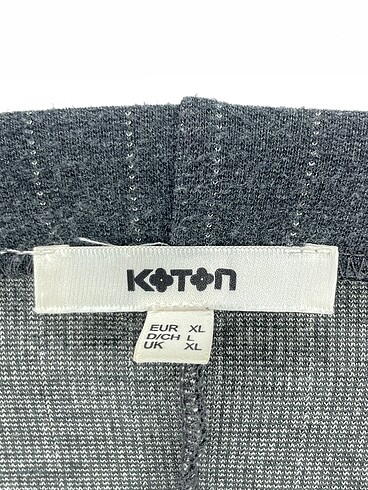 KOTON
EUR XL
D/CH L
UK XL